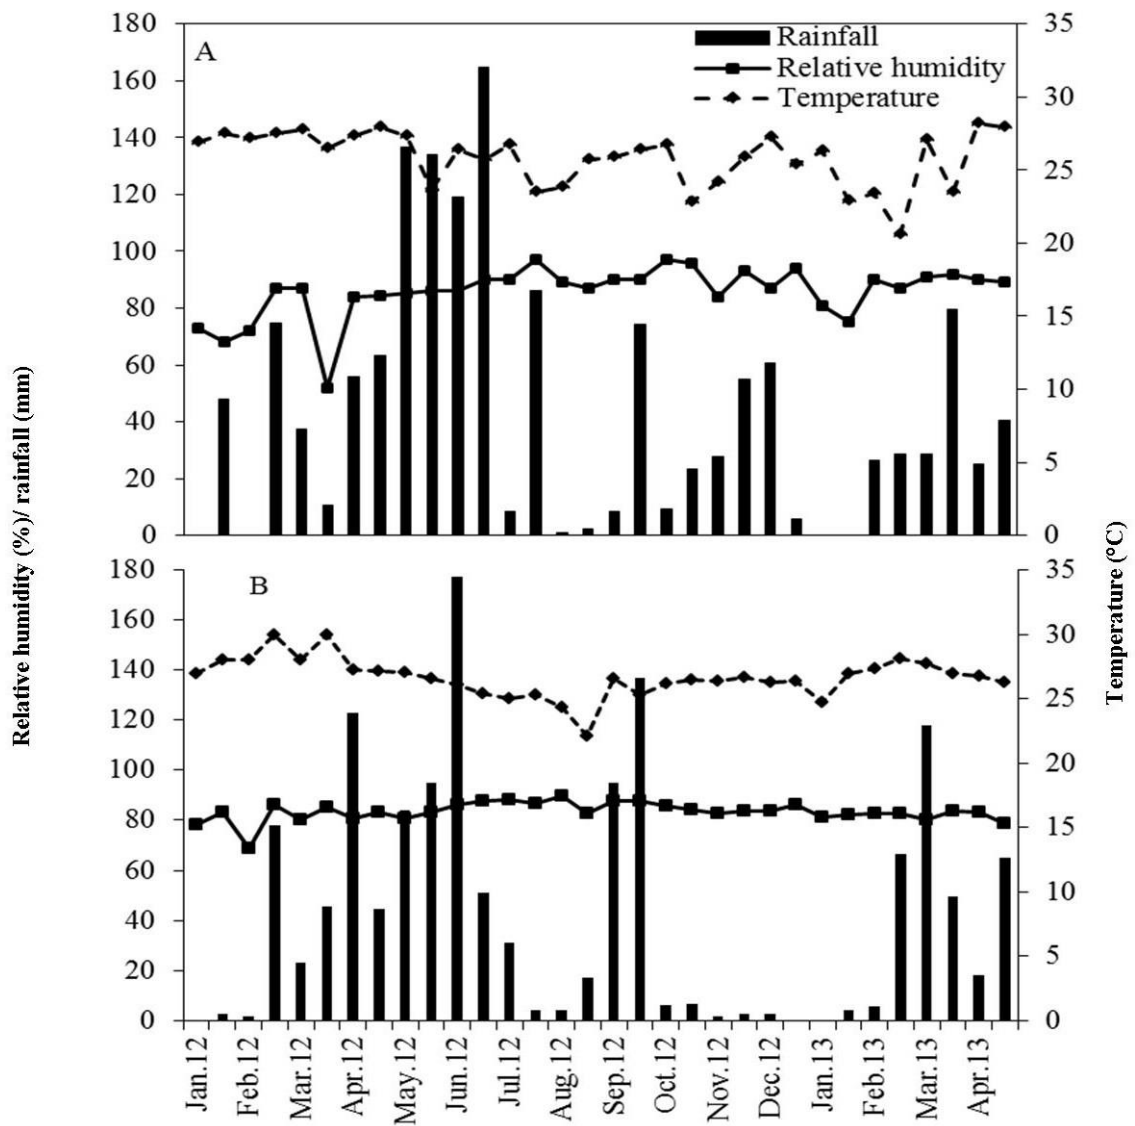 A
Rainfall
Relative humidity
Temperature
180
160
140
120
100
80
60
40
20
0
35
30
25
20
15
10
5
0
B
180
160
140
120
100
80
60
40
20
0
35
30
25
20
15
10
5
0
Relative humidity (%)/ rainfall (mm)
Temperature (°C)
Jan.12
Feb.12
Mar.12
Apr.12
May.12
Jun.12
Jul.12
Aug.12
Sep.12
Oct.12
Nov.12
Dec.12
Jan.13
Feb.13
Mar.13
Apr.13